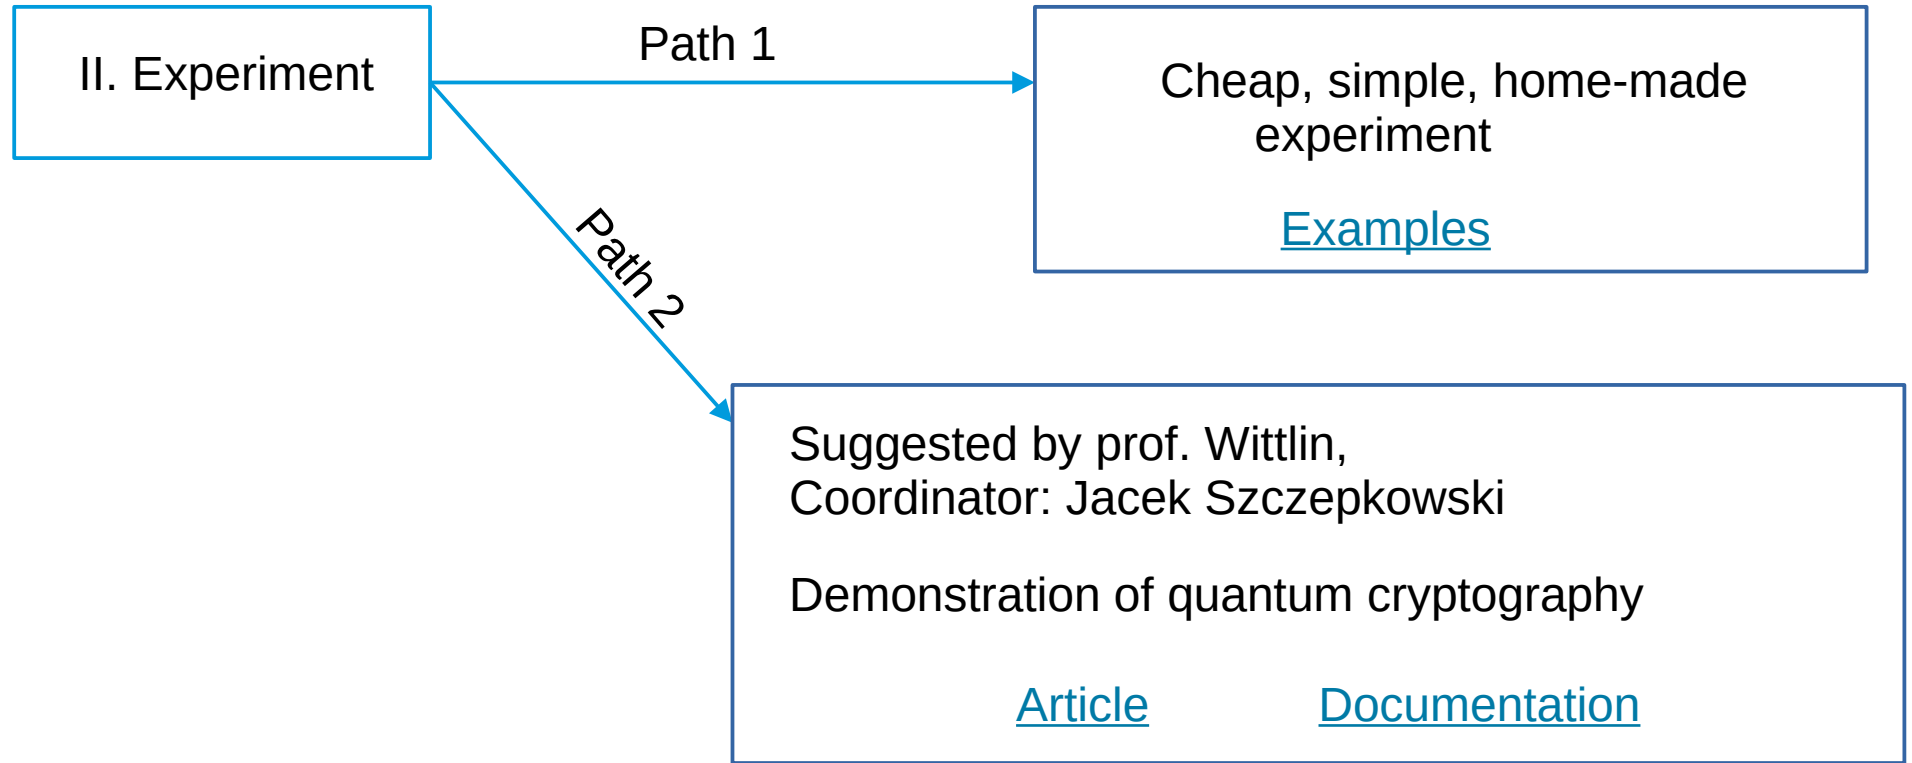 II. Experiment
Path 1
Cheap, simple, home-made
experiment
Examples
Path 2
Suggested by prof. Wittlin,
Coordinator: Jacek Szczepkowski
Demonstration of quantum cryptography
Article
Documentation